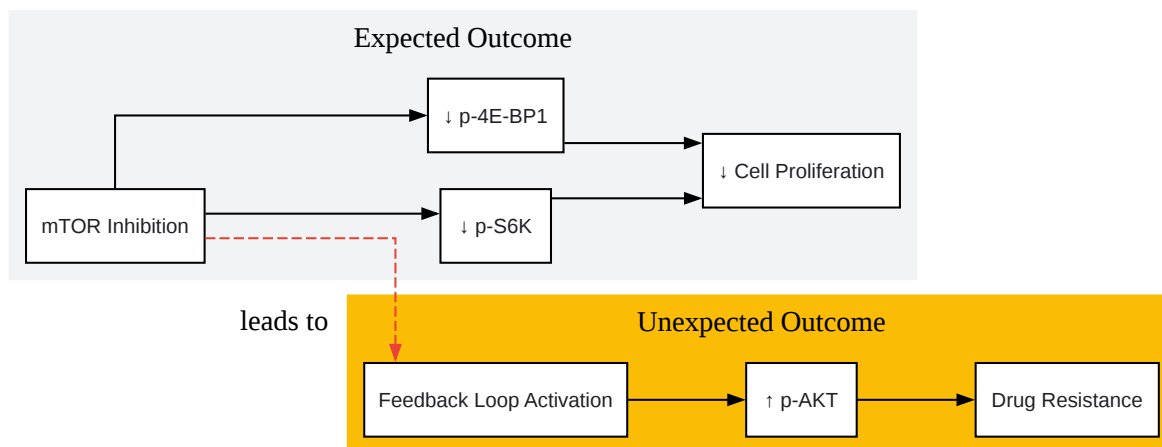 Expected Outcome
↓ p-4E-BP1
↓ Cell Proliferation
mTOR Inhibition
↓ p-S6K
leads to
Unexpected Outcome
Feedback Loop Activation
↑ p-AKT
Drug Resistance